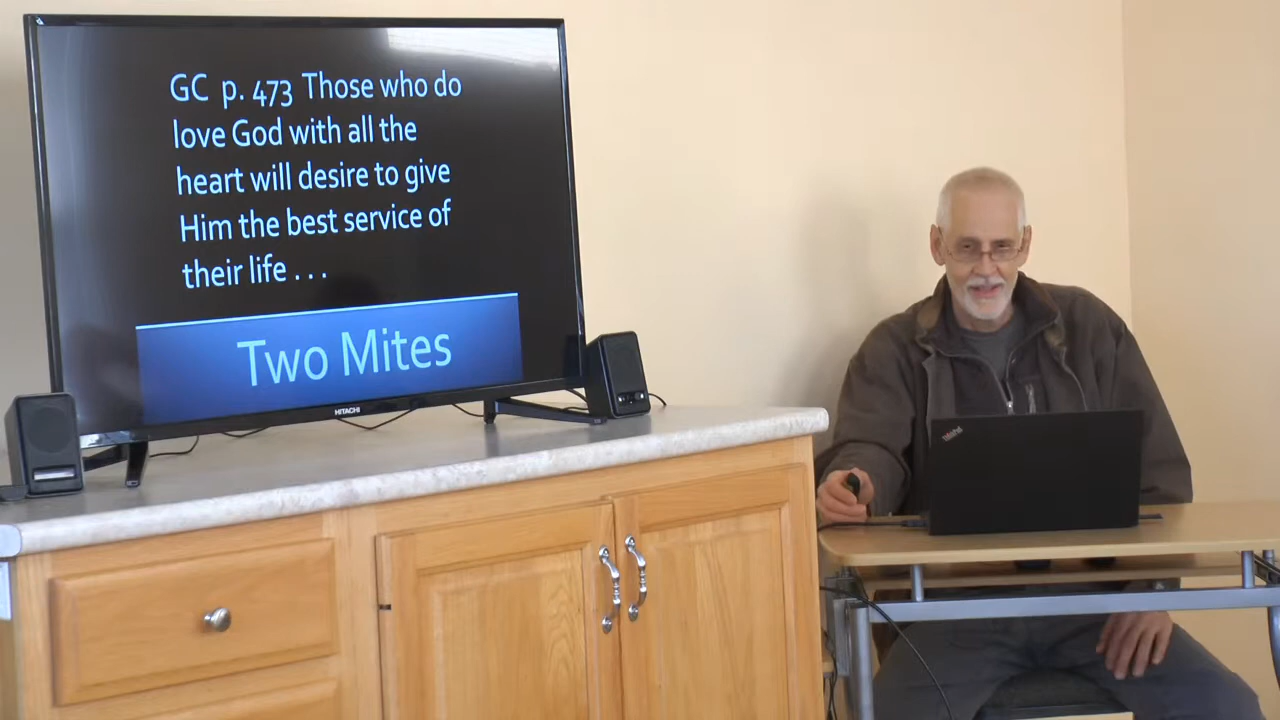 GC p. 473 Those who do
love God with all the
heart will desire to give
Him the best service of
their life . . .
Two Mites
HITACHI